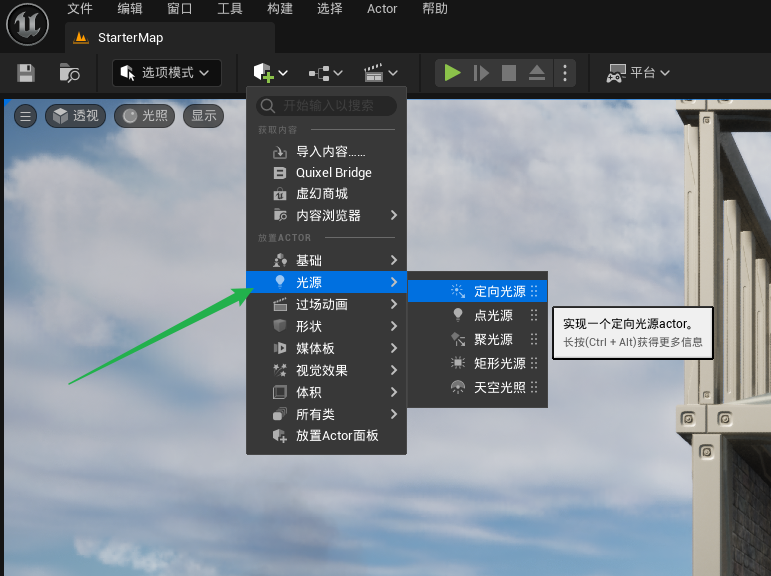 文件 编辑 窗口 工具 构建 选择 Actor 帮助
StarterMap
选项模式 平台
透视 光照 显示
开始输入以搜索
获取内容
导入内容......
Quixel Bridge
虚幻商城
内容浏览器
放置ACTOR
基础
光源
过场动画
形状
媒体板
视觉效果
体积
所有类
放置Actor面板
定向光源
点光源
聚光源
矩形光源
天空光照
实现一个定向光源actor。
长按(Ctrl + Alt)获得更多信息